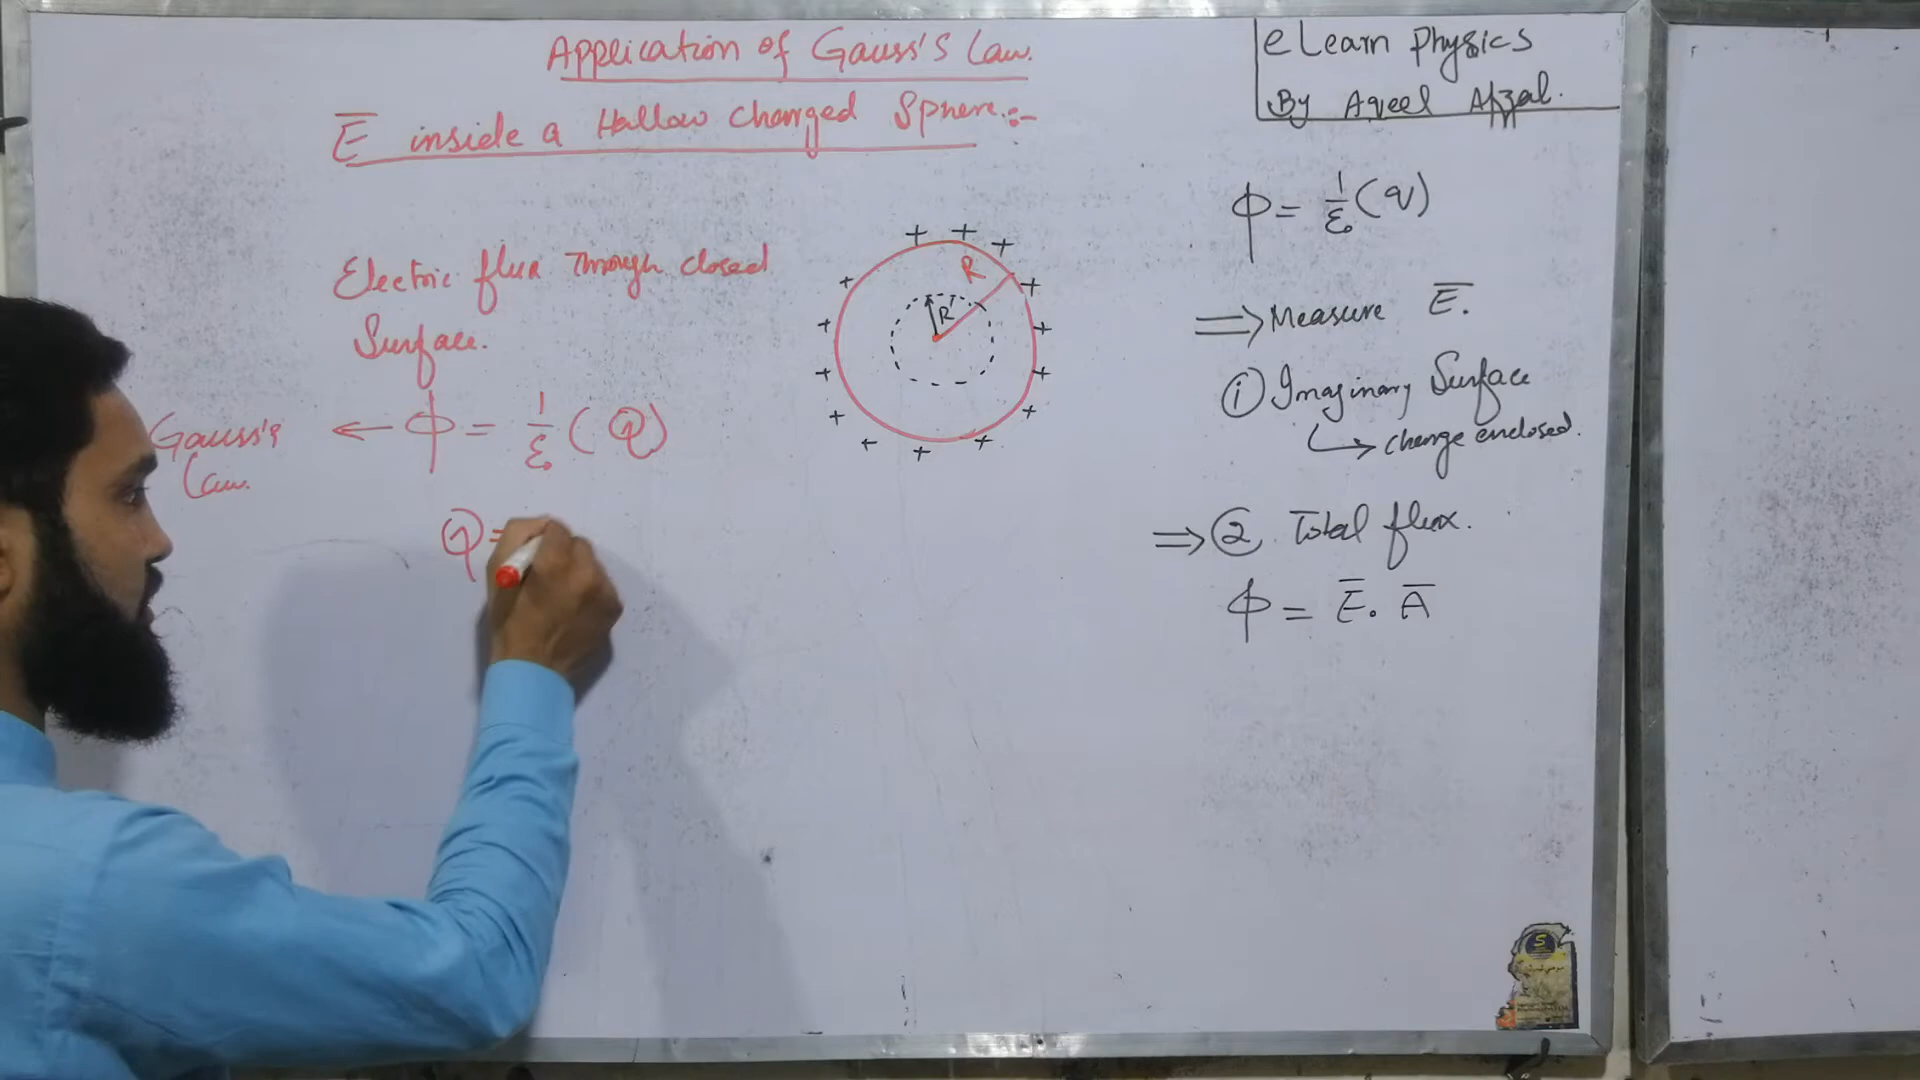 Application of Gauss's Law.
E̅ inside a Hallow Charged Sphere:-
eLearn Physics
By Aqeel Afzal.
Electric flux Through closed
Surface.
Gauss's
Law.
← ϕ = 1/ε₀ (Q)
Q =
+ + + + + + + + + + + + + + +
R
R'
ϕ = 1/ε₀ (q)
⇒ Measure E̅.
① Imaginary Surface
↳ charge enclosed.
⇒ ② Total flux.
ϕ = E̅ . A̅
S